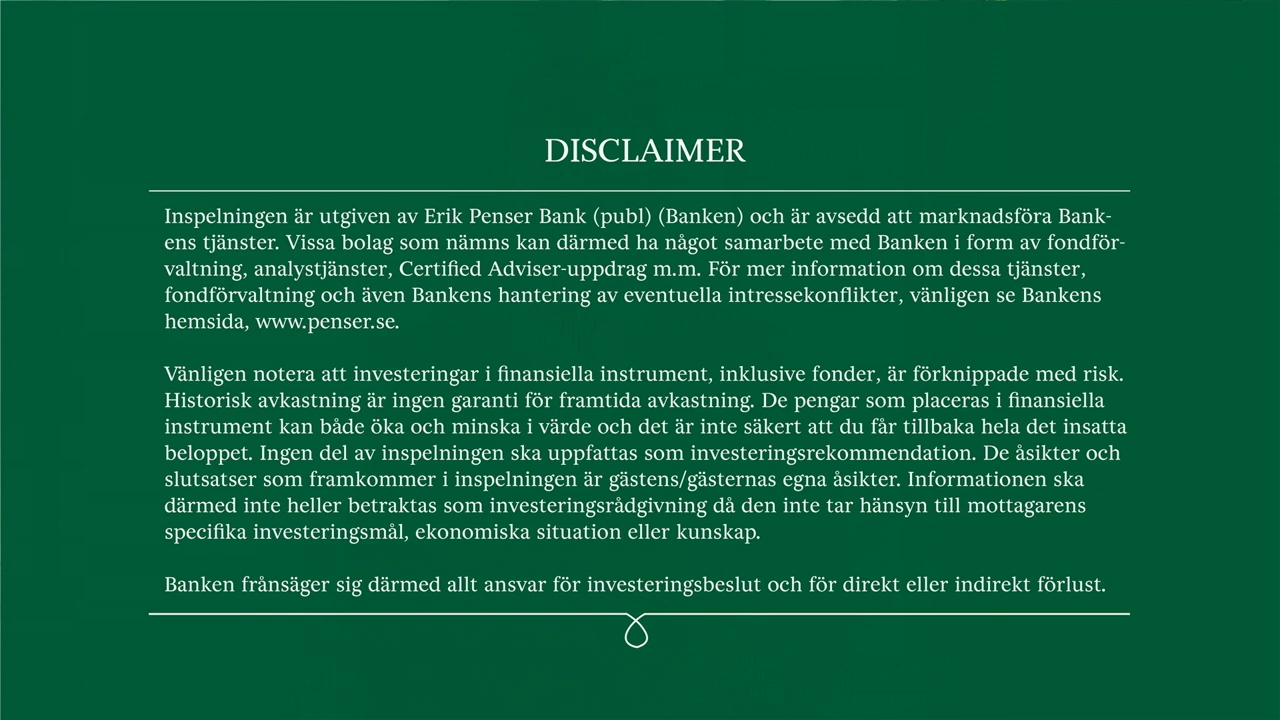 DISCLAIMER
Inspelningen är utgiven av Erik Penser Bank (publ) (Banken) och är avsedd att marknadsföra Bank-
ens tjänster. Vissa bolag som nämns kan därmed ha något samarbete med Banken i form av fondför-
valtning, analystjänster, Certified Adviser-uppdrag m.m. För mer information om dessa tjänster,
fondförvaltning och även Bankens hantering av eventuella intressekonflikter, vänligen se Bankens
hemsida, www.penser.se.
Vänligen notera att investeringar i finansiella instrument, inklusive fonder, är förknippade med risk.
Historisk avkastning är ingen garanti för framtida avkastning. De pengar som placeras i finansiella
instrument kan både öka och minska i värde och det är inte säkert att du får tillbaka hela det insatta
beloppet. Ingen del av inspelningen ska uppfattas som investeringsrekommendation. De åsikter och
slutsatser som framkommer i inspelningen är gästens/gästernas egna åsikter. Informationen ska
därmed inte heller betraktas som investeringsrådgivning då den inte tar hänsyn till mottagarens
specifika investeringsmål, ekonomiska situation eller kunskap.
Banken frånsäger sig därmed allt ansvar för investeringsbeslut och för direkt eller indirekt förlust.